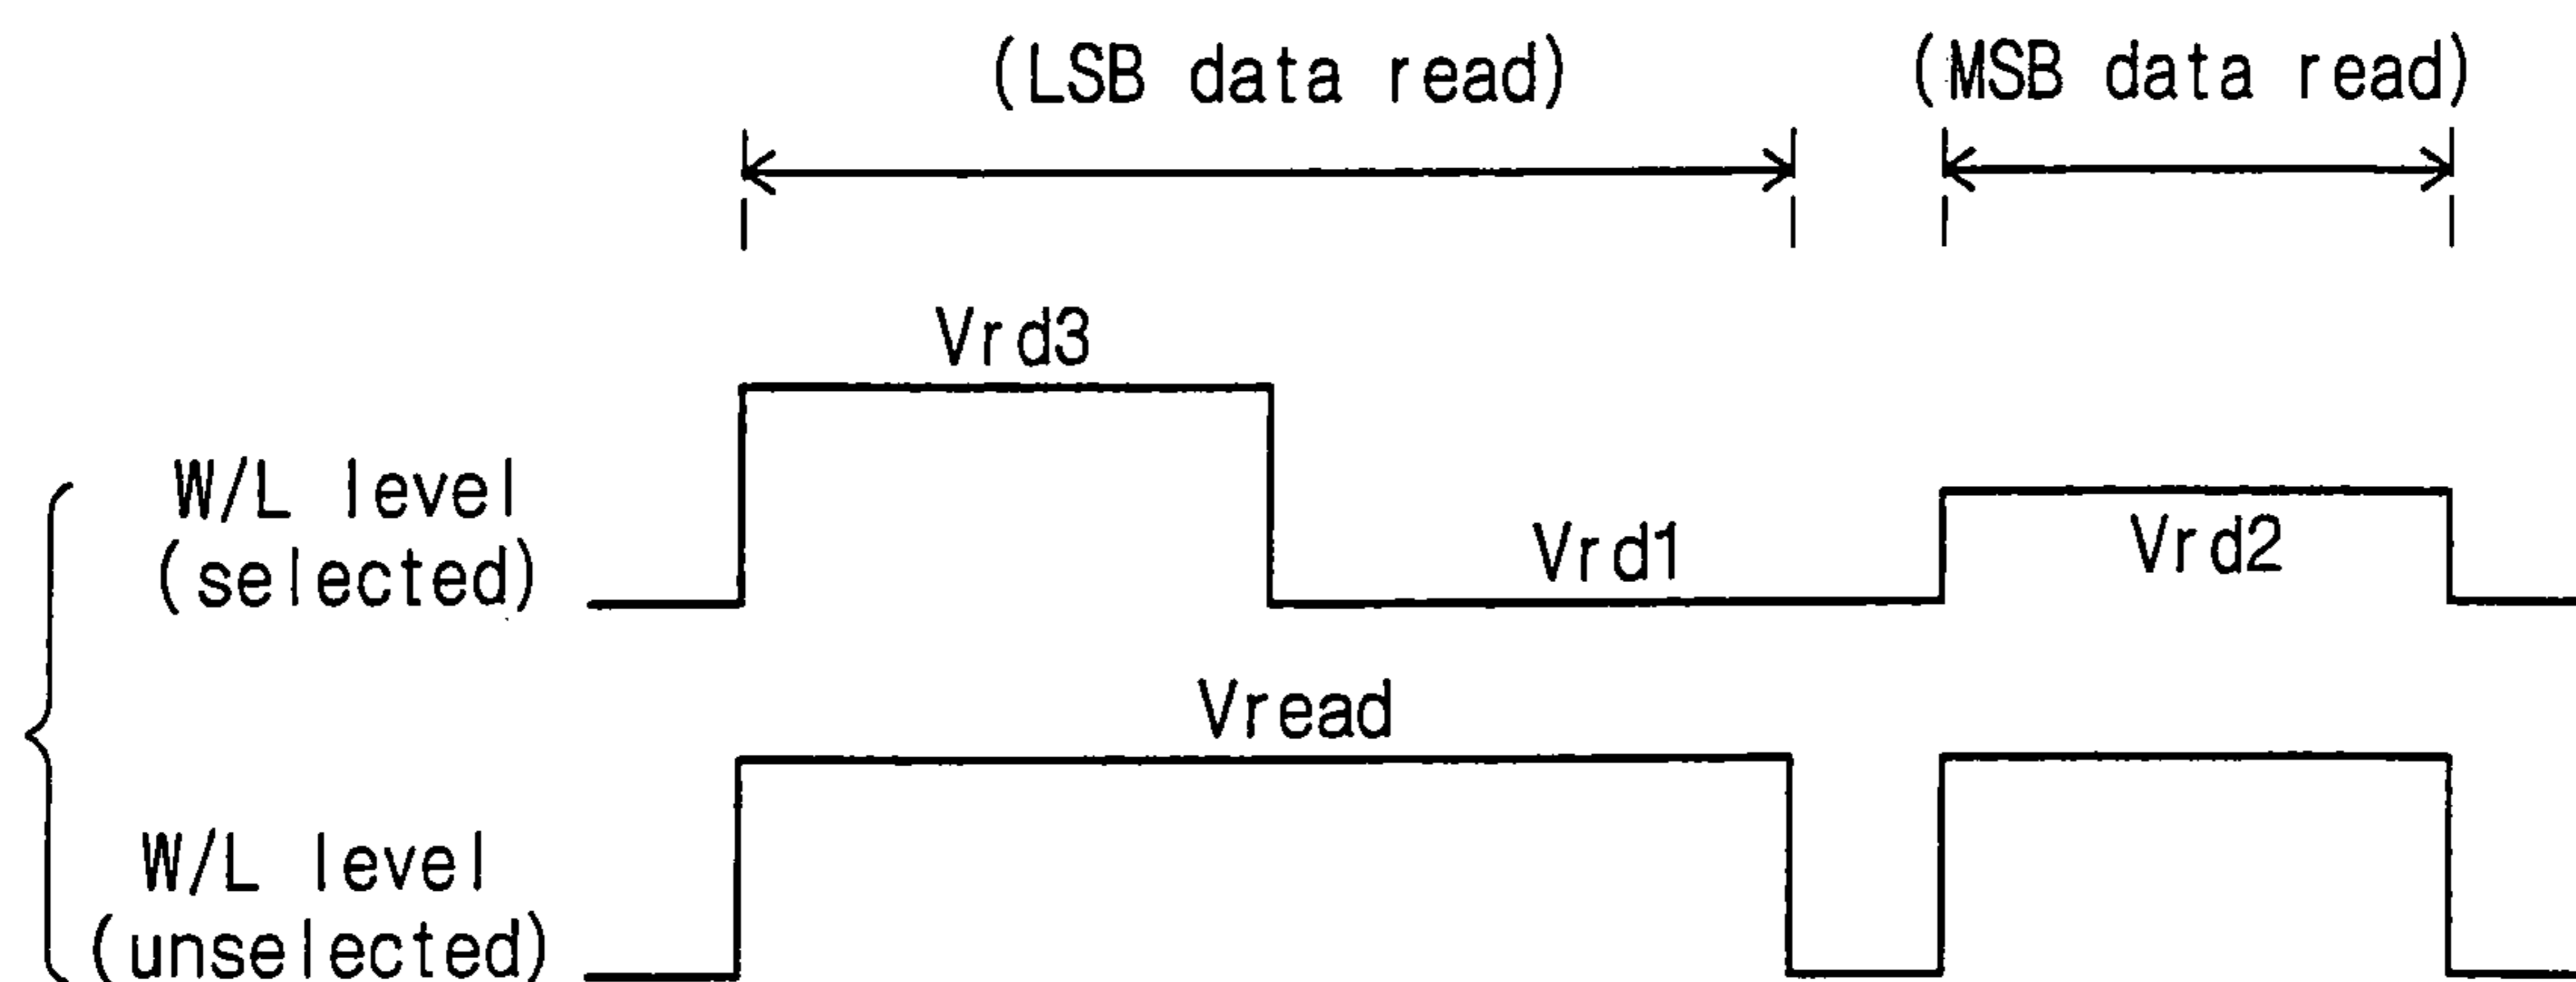 (LSB data read) (MSB data read)
Vrd3
W/L level
(selected)
Vrd1
Vrd2
Vread
W/L level
(unselected)